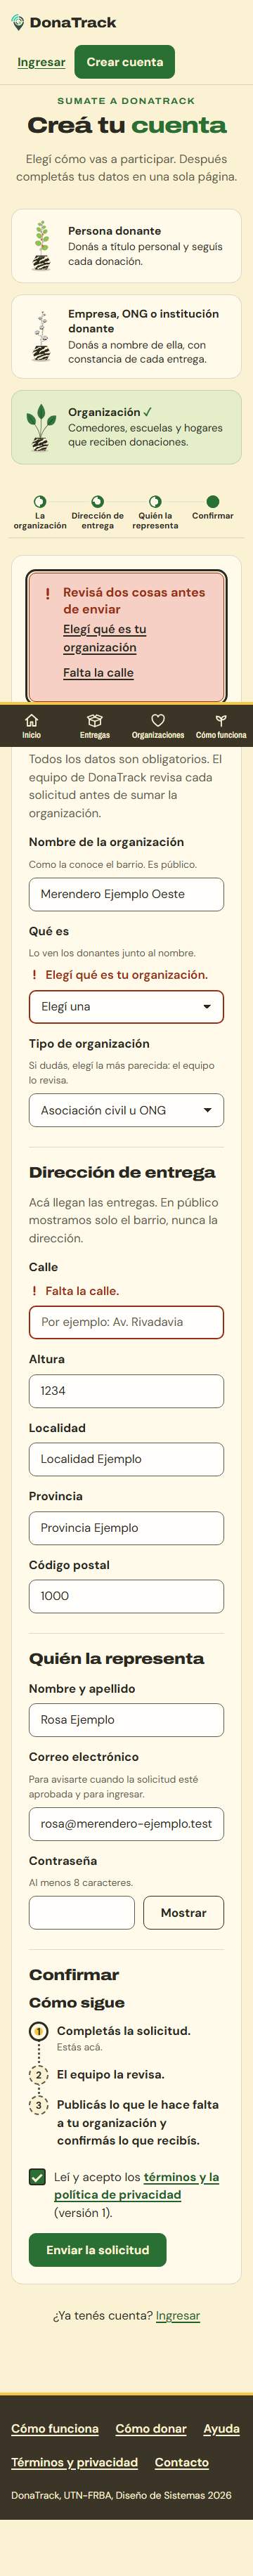 DonaTrack
Ingresar
Crear cuenta
SUMATE A DONATRACK
Creá tu cuenta
Elegí cómo vas a participar. Después
completás tus datos en una sola página.
Persona donante
Donás a título personal y seguís
cada donación.
Empresa, ONG o institución
donante
Donás a nombre de ella, con
constancia de cada entrega.
Organización ✓
Comedores, escuelas y hogares
que reciben donaciones.
La
organización
Dirección de
entrega
Quién la
representa
Confirmar
! Revisá dos cosas antes
de enviar
Elegí qué es tu
organización
Falta la calle
Inicio
Entregas
Organizaciones
Cómo funciona
Todos los datos son obligatorios. El
equipo de DonaTrack revisa cada
solicitud antes de sumar la
organización.
Nombre de la organización
Como la conoce el barrio. Es público.
Merendero Ejemplo Oeste
Qué es
Lo ven los donantes junto al nombre.
! Elegí qué es tu organización.
Elegí una
Tipo de organización
Si dudás, elegí la más parecida: el equipo
lo revisa.
Asociación civil u ONG
Dirección de entrega
Acá llegan las entregas. En público
mostramos solo el barrio, nunca la
dirección.
Calle
! Falta la calle.
Por ejemplo: Av. Rivadavia
Altura
1234
Localidad
Localidad Ejemplo
Provincia
Provincia Ejemplo
Código postal
1000
Quién la representa
Nombre y apellido
Rosa Ejemplo
Correo electrónico
Para avisarte cuando la solicitud esté
aprobada y para ingresar.
rosa@merendero-ejemplo.test
Contraseña
Al menos 8 caracteres.
Mostrar
Confirmar
Cómo sigue
1 Completás la solicitud.
Estás acá.
2 El equipo la revisa.
3 Publicás lo que le hace falta
a tu organización y
confirmás lo que recibís.
Leí y acepto los términos y la
política de privacidad
(versión 1).
Enviar la solicitud
¿Ya tenés cuenta? Ingresar
Cómo funciona
Cómo donar
Ayuda
Términos y privacidad
Contacto
DonaTrack, UTN-FRBA, Diseño de Sistemas 2026